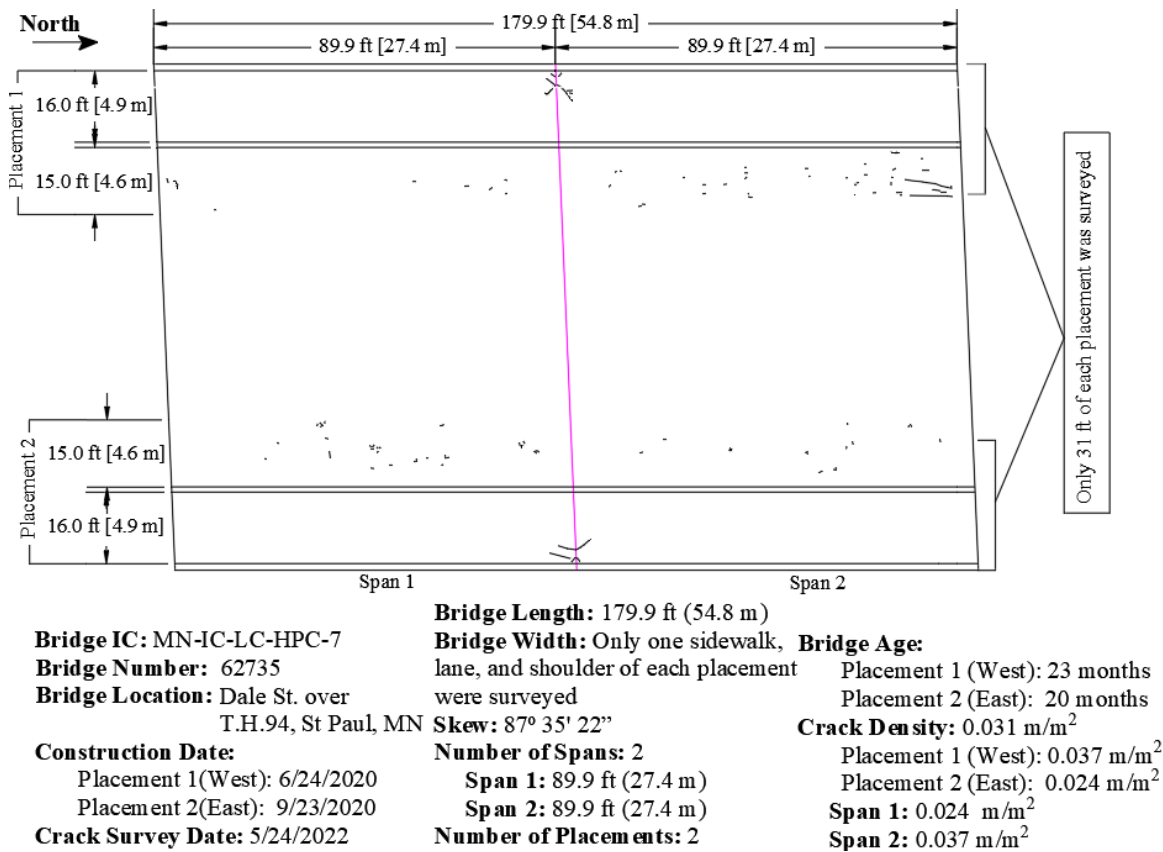 North
179.9 ft [54.8 m]
89.9 ft [27.4 m]
89.9 ft [27.4 m]
Placement 1
16.0 ft [4.9 m]
15.0 ft [4.6 m]
Only 31 ft of each placement was surveyed
Placement 2
15.0 ft [4.6 m]
16.0 ft [4.9 m]
Span 1
Span 2
Bridge IC: MN-IC-LC-HPC-7
Bridge Number: 62735
Bridge Location: Dale St. over
T.H.94, St Paul, MN
Construction Date:
Placement 1(West): 6/24/2020
Placement 2(East): 9/23/2020
Crack Survey Date: 5/24/2022
Bridge Length: 179.9 ft (54.8 m)
Bridge Width: Only one sidewalk,
lane, and shoulder of each placement
were surveyed
Skew: 87º 35' 22”
Number of Spans: 2
Span 1: 89.9 ft (27.4 m)
Span 2: 89.9 ft (27.4 m)
Number of Placements: 2
Bridge Age:
Placement 1 (West): 23 months
Placement 2 (East): 20 months
Crack Density: 0.031 m/m²
Placement 1 (West): 0.037 m/m²
Placement 2 (East): 0.024 m/m²
Span 1: 0.024 m/m²
Span 2: 0.037 m/m²